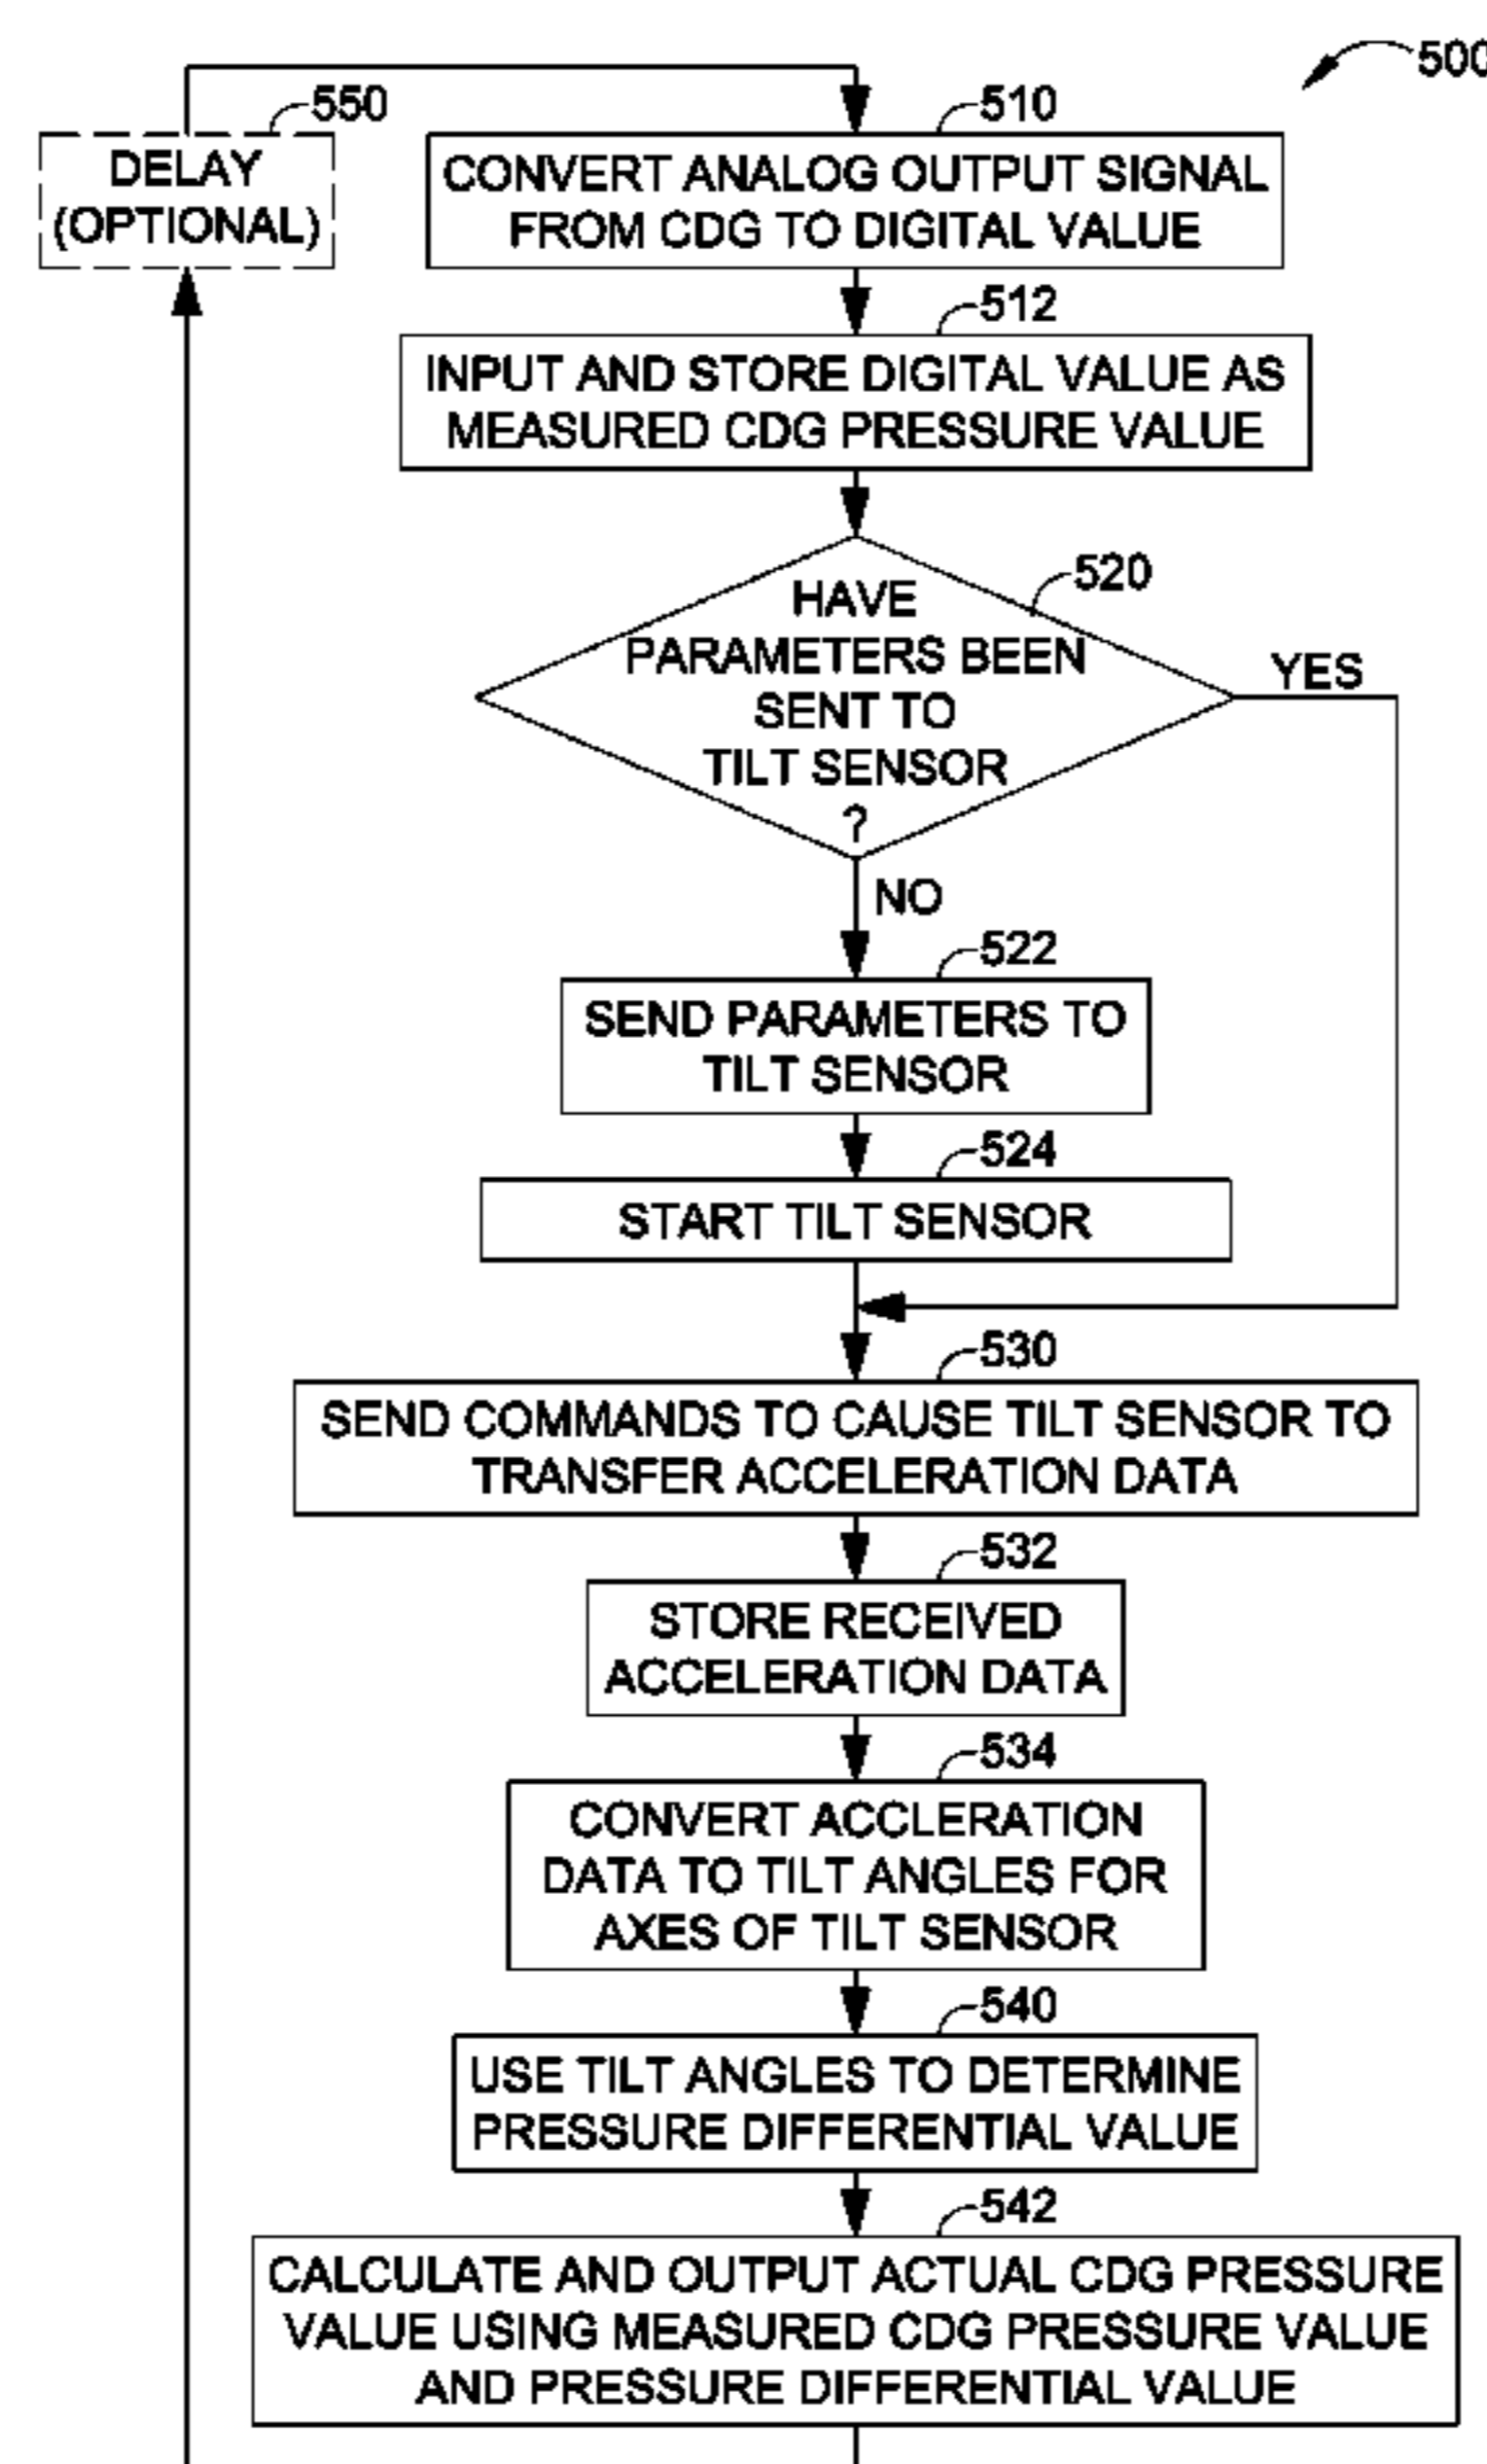 500
550
DELAY
(OPTIONAL)
510
CONVERT ANALOG OUTPUT SIGNAL
FROM CDG TO DIGITAL VALUE
512
INPUT AND STORE DIGITAL VALUE AS
MEASURED CDG PRESSURE VALUE
520
HAVE
PARAMETERS BEEN
SENT TO
TILT SENSOR
?
YES
NO
522
SEND PARAMETERS TO
TILT SENSOR
524
START TILT SENSOR
530
SEND COMMANDS TO CAUSE TILT SENSOR TO
TRANSFER ACCELERATION DATA
532
STORE RECEIVED
ACCELERATION DATA
534
CONVERT ACCLERATION
DATA TO TILT ANGLES FOR
AXES OF TILT SENSOR
540
USE TILT ANGLES TO DETERMINE
PRESSURE DIFFERENTIAL VALUE
542
CALCULATE AND OUTPUT ACTUAL CDG PRESSURE
VALUE USING MEASURED CDG PRESSURE VALUE
AND PRESSURE DIFFERENTIAL VALUE